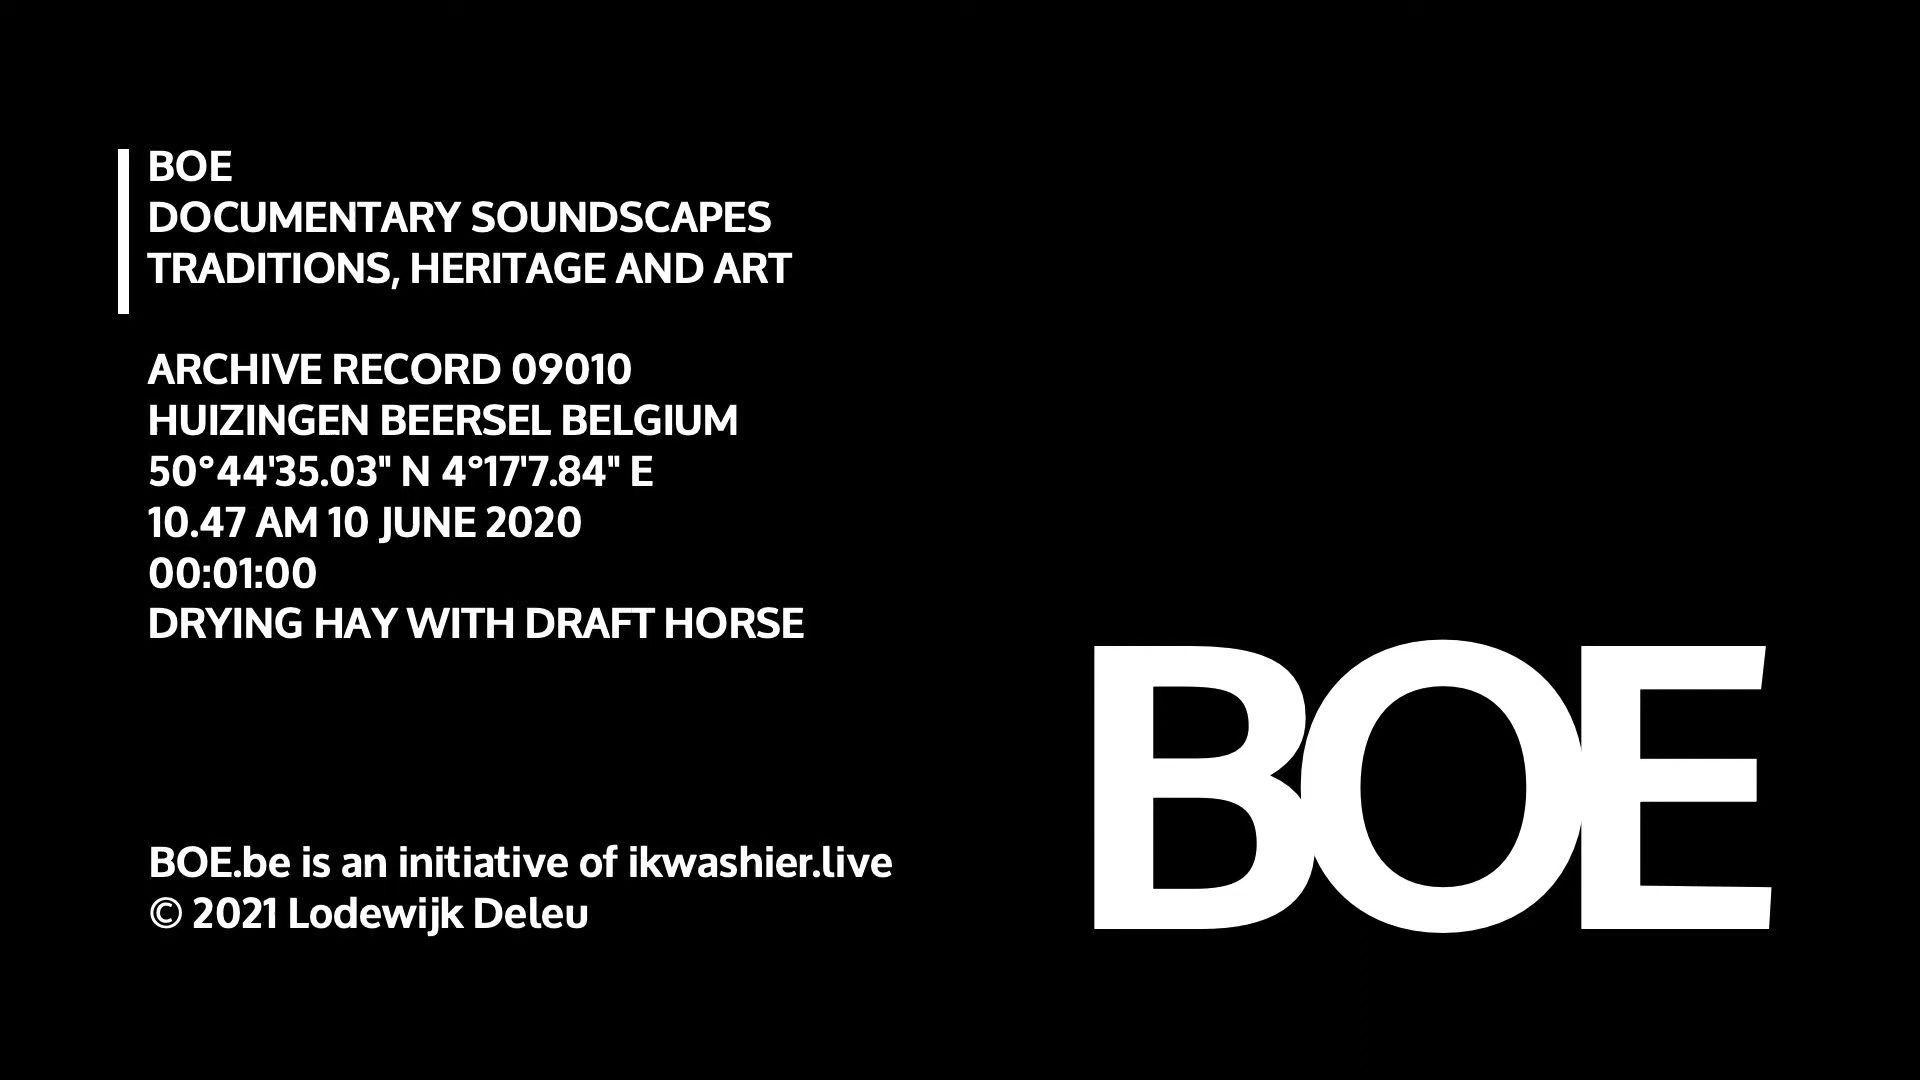 BOE
DOCUMENTARY SOUNDSCAPES
TRADITIONS, HERITAGE AND ART
ARCHIVE RECORD 09010
HUIZINGEN BEERSEL BELGIUM
50°44'35.03" N 4°17'7.84" E
10.47 AM 10 JUNE 2020
00:01:00
DRYING HAY WITH DRAFT HORSE
BOE.be is an initiative of ikwashier.live
© 2021 Lodewijk Deleu
BOE